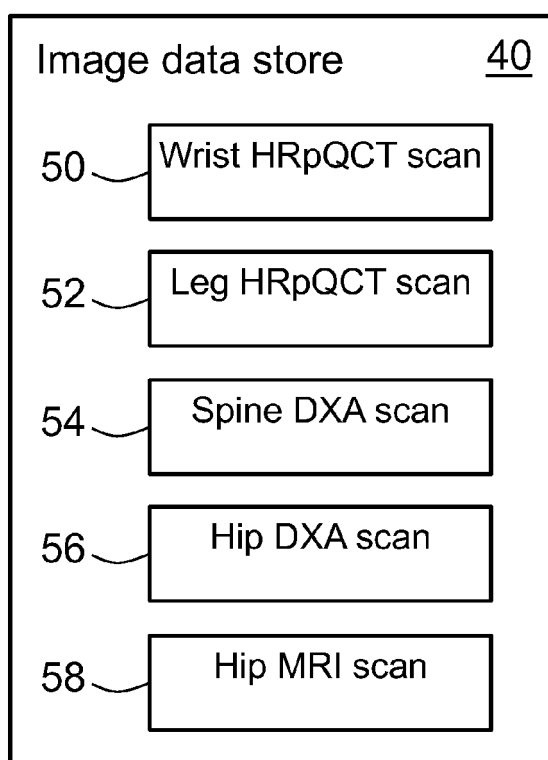 Image data store 40
50 Wrist HRpQCT scan
52 Leg HRpQCT scan
54 Spine DXA scan
56 Hip DXA scan
58 Hip MRI scan